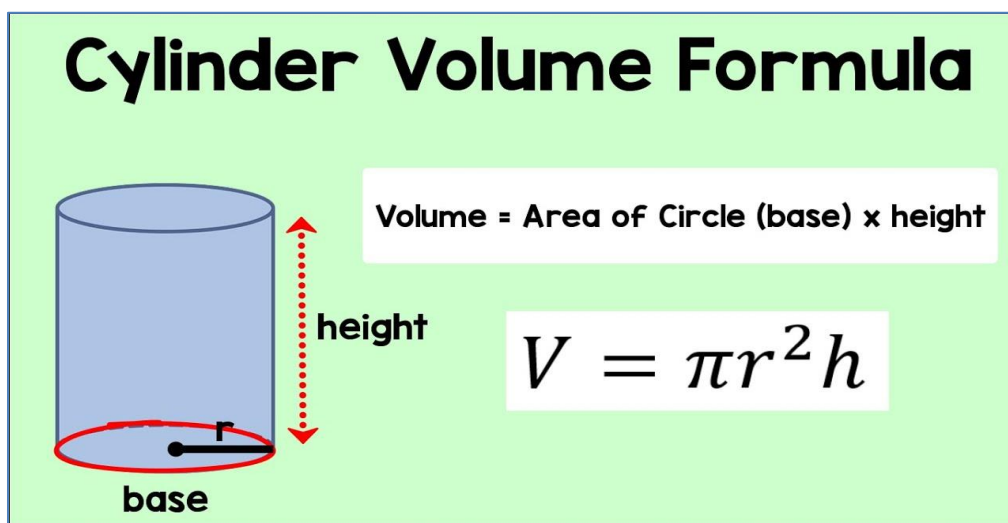 Cylinder Volume Formula
Volume = Area of Circle (base) x height
height
V = πr²h
r
base